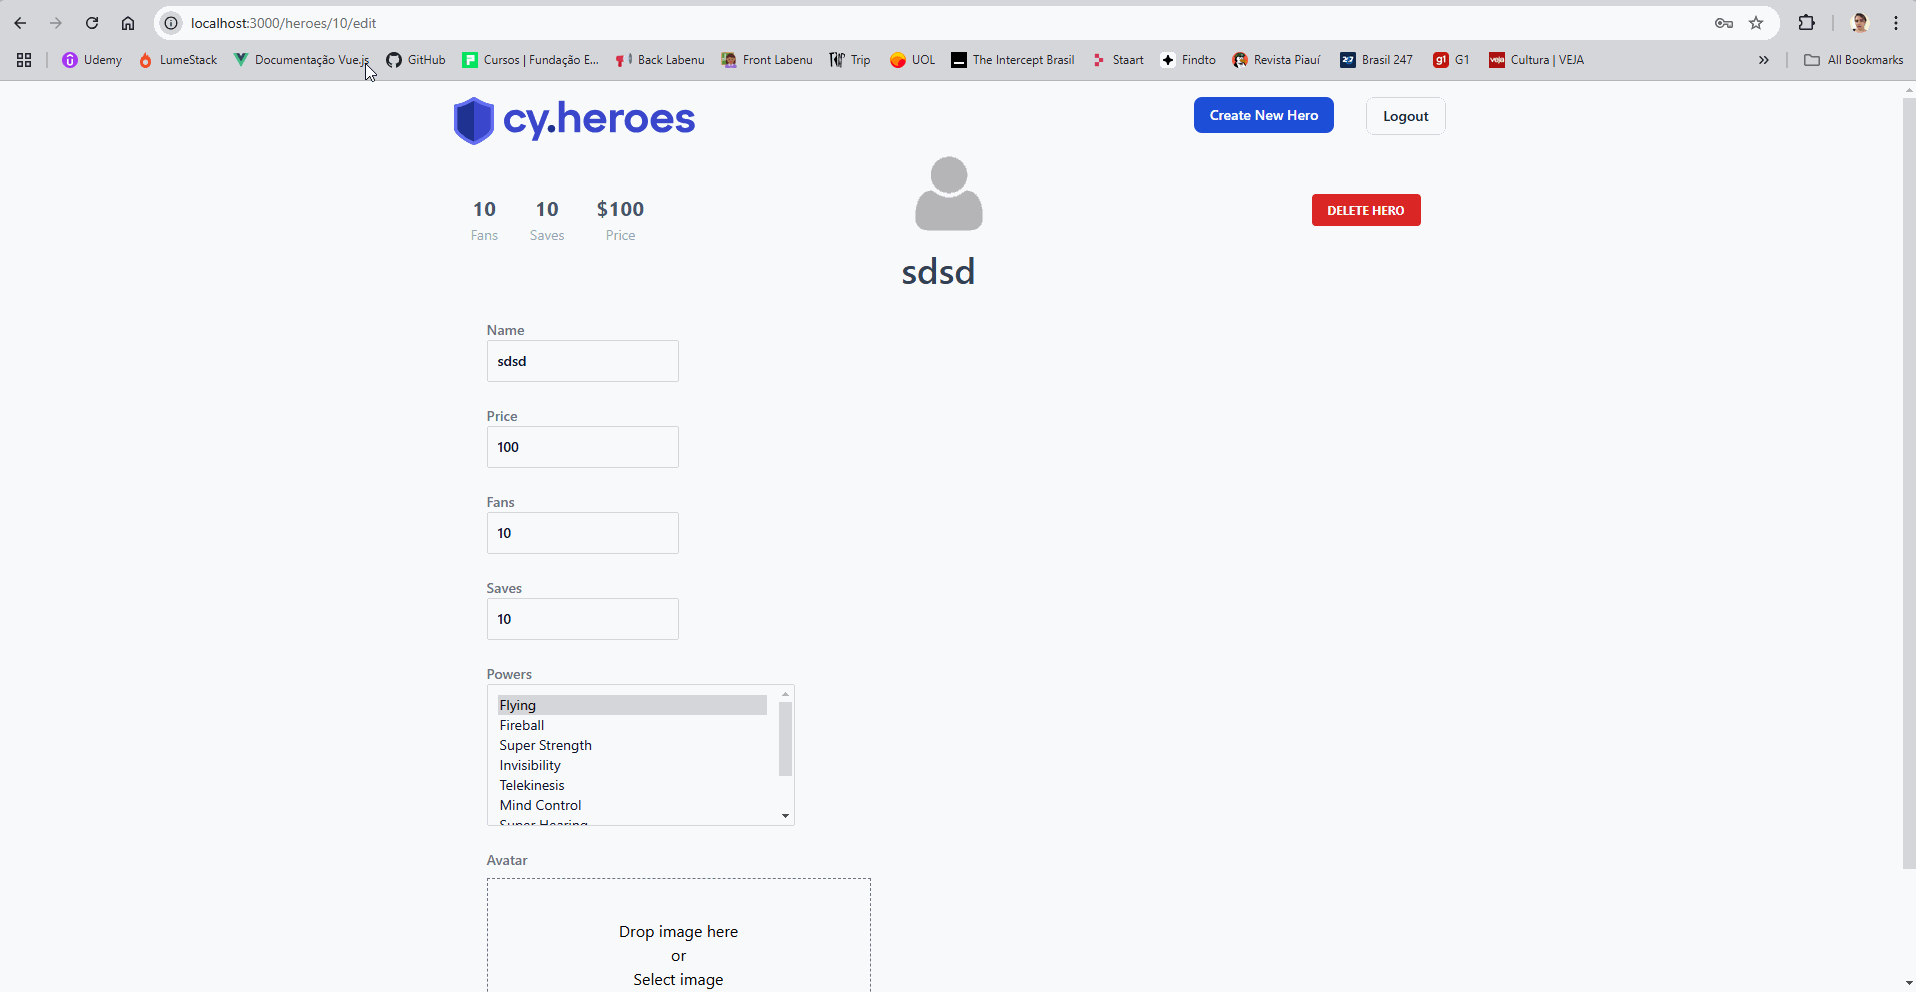 localhost:3000/heroes/10/edit
Udemy LumeStack Documentação Vue.js GitHub Cursos | Fundação E... Back Labenu Front Labenu Trip UOL The Intercept Brasil Staart Findto Revista Piauí Brasil 247 G1 Cultura | VEJA All Bookmarks
cy.heroes Create New Hero Logout
10 10 $100
Fans Saves Price
DELETE HERO
sdsd
Name
sdsd
Price
100
Fans
10
Saves
10
Powers
Flying
Fireball
Super Strength
Invisibility
Telekinesis
Mind Control
Super Hearing
Avatar
Drop image here
or
Select image